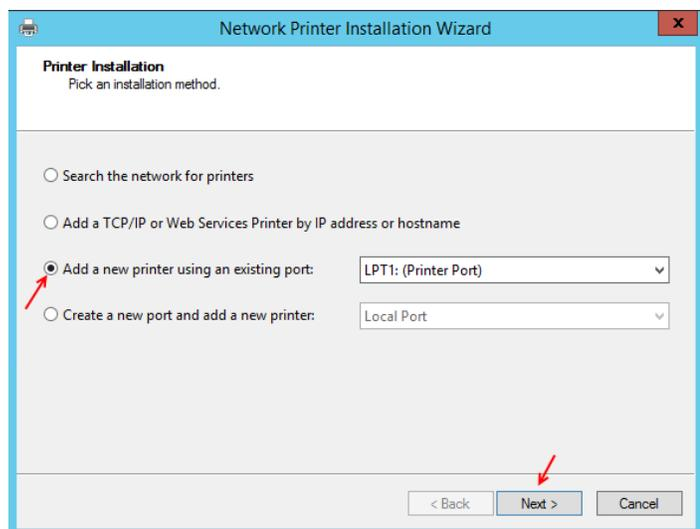 Network Printer Installation Wizard
x
Printer Installation
Pick an installation method.
Search the network for printers
Add a TCP/IP or Web Services Printer by IP address or hostname
Add a new printer using an existing port: LPT1: (Printer Port)
Create a new port and add a new printer: Local Port
< Back Next > Cancel